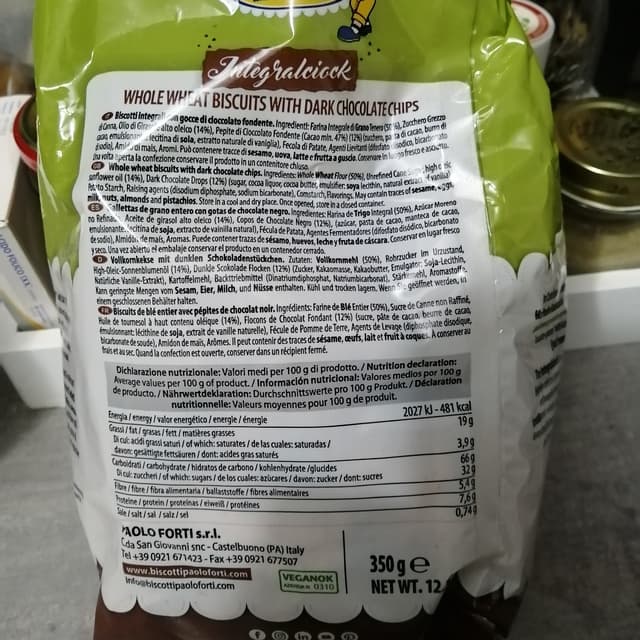 Integralciock
WHOLE WHEAT BISCUITS WITH DARK CHOCOLATE CHIPS
Biscotti Integrali con gocce di cioccolato fondente. Ingredienti: Farina Integrale di Grano Tenero (50%), Zucchero Grezzo
di Canna, Olio di Girasole alto oleico (14%), Pepite di Cioccolato Fondente (Cacao min. 47%) (12%) (zucchero, pasta di cacao, burro di
cacao, emulsionante: lecitina di soia, estratto naturale di vaniglia), Fecola di Patate, Agenti Lievitanti (difosfato disodico, bicarbonato
di sodio), Amido di mais, Aromi. Può contenere tracce di sesamo, uova, latte e frutta a guscio. Conservare in luogo fresco e asciutto.
Una volta aperta la confezione conservare il prodotto in un contenitore chiuso.
Whole wheat biscuits with dark chocolate chips. Ingredients: Whole Wheat Flour (50%), Unrefined Cane Sugar, high oleic
sunflower oil (14%), Dark Chocolate Drops (12%) (sugar, cocoa liquor, cocoa butter, emulsifier: soya lecithin, natural extract vanilla)
Potato Starch, Raising agents (disodium diphosphate, sodium bicarbonate), Cornstarch, Flavorings. May contain traces of sesame, eggs,
milk, nuts, almonds and pistachios. Store in a cool and dry place. Once opened, store in a closed container.
ES Galletas de grano entero con gotas de chocolate negro. Ingredientes: Harina de Trigo Integral (50%), Azúcar Moreno
no Refinado, Aceite de girasol alto oleico (14%), Copos de Chocolate Negro (12%), (azúcar, pasta de cacao, manteca de cacao,
emulsionante: lecitina de soja, extracto de vainilla natural), Fécula de Patata, Agentes Fermentadores (difosfato disódico, bicarbonato
de sodio), Almidón de maís, Aromas. Puede contener trazas de sésamo, huevos, leche y fruta de cáscara. Conservar en lugar fresco
y seco. Una vez abierto el embalaje conservar el producto en un contenedor cerrado.
D Vollkornkekse mit dunklen Schokoladenstückchen. Zutaten: Vollkornmehl (50%), Rohrzucker im Urzustand,
High-Oleic-Sonnenblumenöl (14%), Dunkle Scokolade Flocken (12%) (Zucker, Kakaomasse, Kakaobutter, Emulgator: Soja-Lecithin,
Natürliche Vanille-Extrakt), Kartoffelmehl, Backtriebmittel (Dinatriumdiphosphat, Natriumbicarbonat), Stärkemehl, Aromastoffe.
Kann geringste Mengen vom Sesam, Eier, Milch, und Nüsse enthalten. Kühl und trocken lagern. Wenn Sie geöffnet werden, in
einem geschlossenen Behälter halten.
FR Biscuits de blé entier avec pépites de chocolat noir. Ingrédients: Farine de Blé Entier (50%), Sucre de Canne non Raffiné,
Huile de tournesol à haut contenu oléique (14%), Flocons de Chocolat Fondant (12%) (sucre, pâte de cacao, beurre de cacao,
émulsionant: lécithine de soja, extrait de vanille naturelle), Fécule de Pomme de Terre, Agents de Levage (diphosphate disodique,
bicarbonate de soude), Amidon de maïs, Arômes. Il peut contenir des traces de sésame, œufs, lait et fruit à coques. À conserver au
frais et au sec. Quand la confection est ouverte, conserver dans un récipient fermé.
Dichiarazione nutrizionale: Valori medi per 100 g di prodotto. / Nutrition declaration:
Average values per 100 g of product. / Información nutricional: Valores medios por 100 g
de producto. / Nährwertdeklaration: Durchschnittswerte pro 100 g Produkt. / Déclaration
nutritionnelle: Valeurs moyennes pour 100 g de produit.
Energia / energy / valor energético / energie / énergie 2027 kJ - 481 kcal
Grassi / fat / grasas / fett / matières grasses 19 g
Di cui: acidi grassi saturi / of which: saturates / de las cuales: saturadas /
davon: gesättigte fettsäuren / dont: acides gras saturés 3,9 g
Carboidrati / carbohydrate / hidratos de carbono / kohlenhydrate /glucides 66 g
Di cui: zuccheri / of which: sugars / de los cuales: azúcares / davon: zucker / dont: sucres 32 g
Fibre / fibre / fibra alimentaria / ballaststoffe / fibres alimentaires 5,4 g
Proteine / protein / proteínas / eiweiß / protéines 7,6 g
Sale / salt / sal / salz / sel 0,74 g
PAOLO FORTI s.r.l.
C.da San Giovanni snc - Castelbuono (PA) Italy
Tel +39 0921 671423 - Fax +39 0921 677507
www.biscottipaoloforti.com
info@biscottipaoloforti.com
VEGANOK
0310
350 g e
NET WT. 12